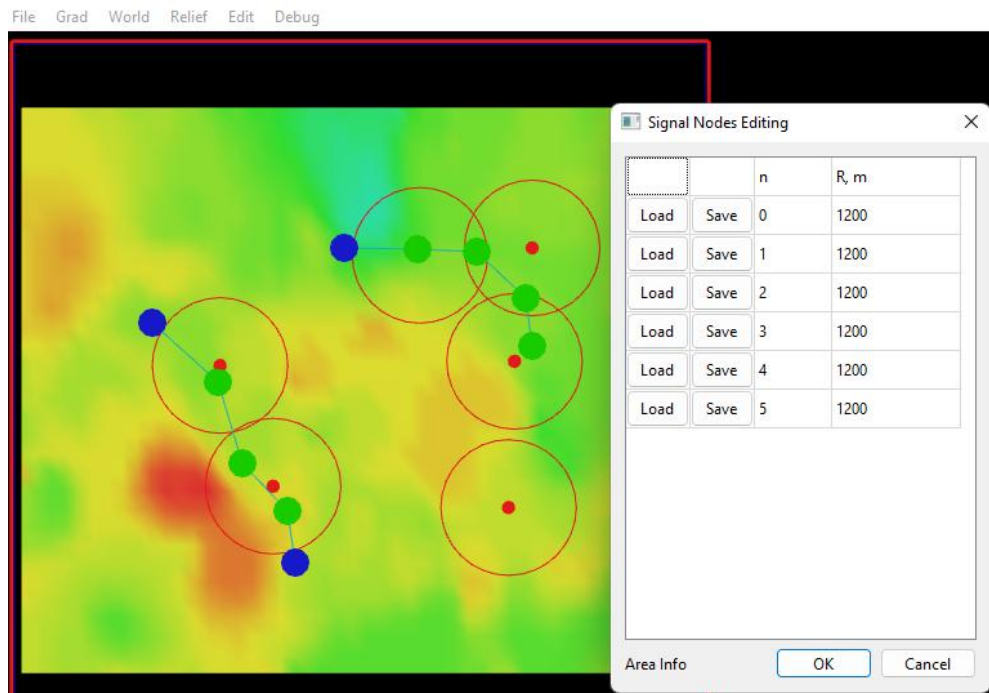 File Grad World Relief Edit Debug
Signal Nodes Editing
n R, m
Load Save 0 1200
Load Save 1 1200
Load Save 2 1200
Load Save 3 1200
Load Save 4 1200
Load Save 5 1200
Area Info OK Cancel